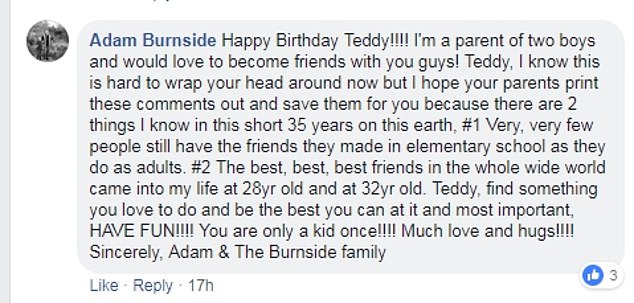 Adam Burnside Happy Birthday Teddy!!!! I'm a parent of two boys
and would love to become friends with you guys! Teddy, I know this
is hard to wrap your head around now but I hope your parents print
these comments out and save them for you because there are 2
things I know in this short 35 years on this earth, #1 Very, very few
people still have the friends they made in elementary school as they
do as adults. #2 The best, best, best friends in the whole wide world
came into my life at 28yr old and at 32yr old. Teddy, find something
you love to do and be the best you can at it and most important,
HAVE FUN!!!! You are only a kid once!!!! Much love and hugs!!!!
Sincerely, Adam & The Burnside family
3
Like · Reply · 17h